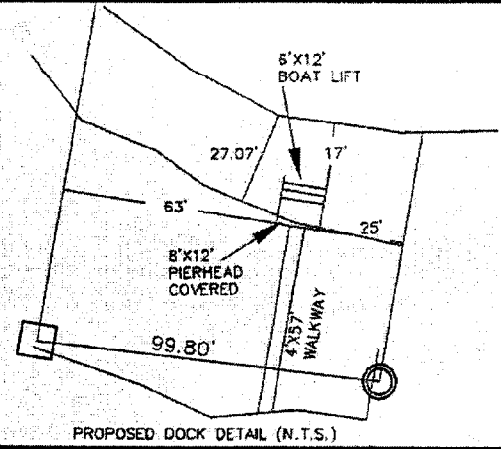 6'X12'
BOAT LIFT
27.07'
17'
63'
25'
8'X12'
PIERHEAD
COVERED
4'X57'
WALKWAY
99.80'
PROPOSED DOCK DETAIL (N.T.S.)